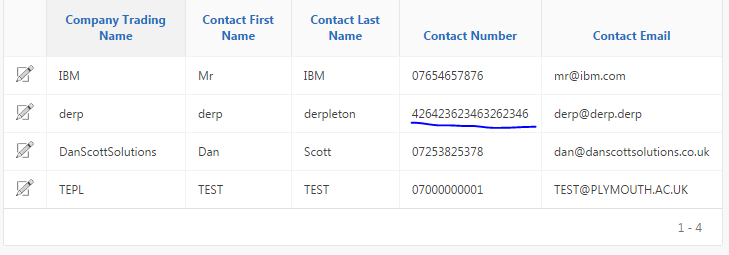 Company Trading Name Contact First Name Contact Last Name Contact Number Contact Email
IBM Mr IBM 07654657876 mr@ibm.com
derp derp derpleton 426423623463262346 derp@derp.derp
DanScottSolutions Dan Scott 07253825378 dan@danscottsolutions.co.uk
TEPL TEST TEST 07000000001 TEST@PLYMOUTH.AC.UK
1 - 4